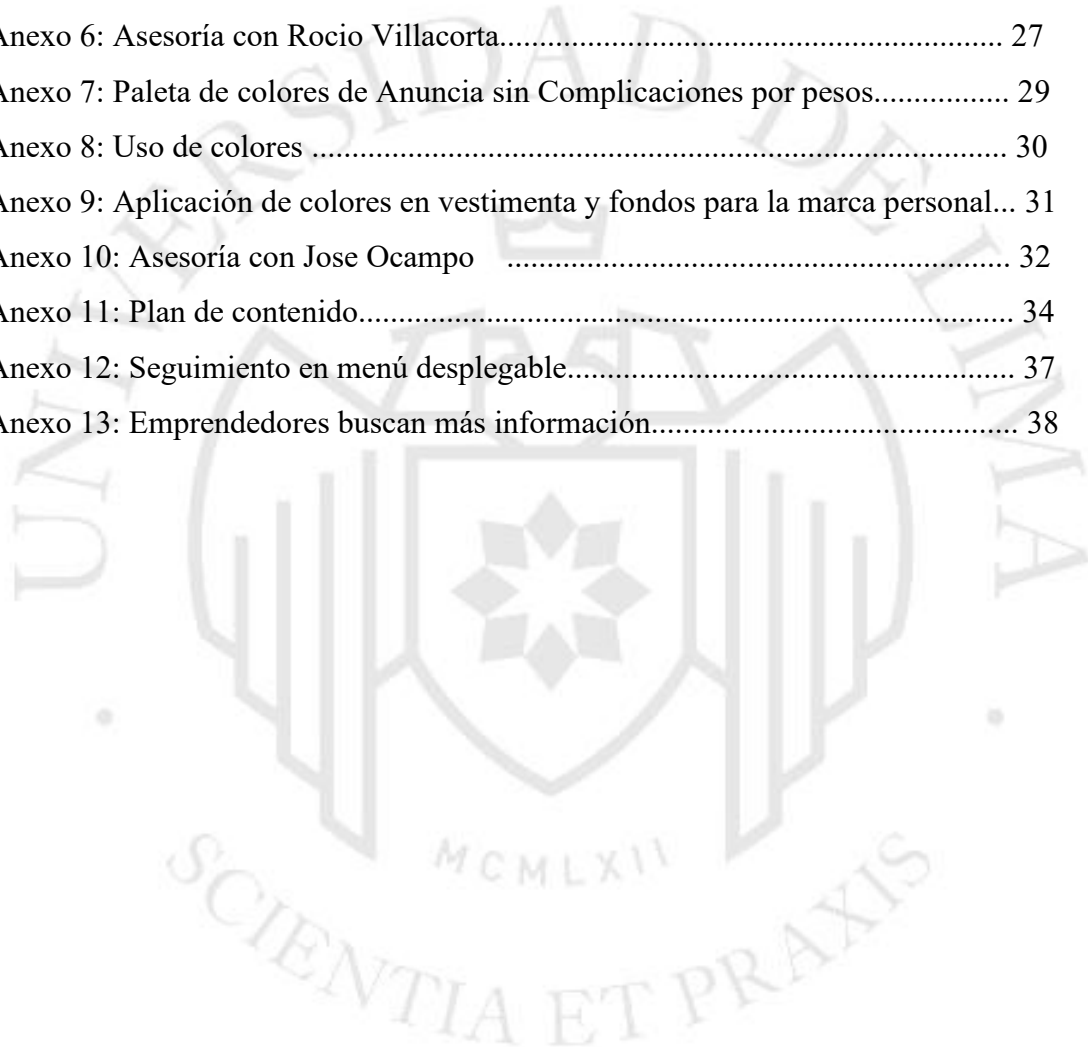 Anexo 6: Asesoría con Rocio Villacorta............................................................... 27
Anexo 7: Paleta de colores de Anuncia sin Complicaciones por pesos................. 29
Anexo 8: Uso de colores ....................................................................................... 30
Anexo 9: Aplicación de colores en vestimenta y fondos para la marca personal... 31
Anexo 10: Asesoría con Jose Ocampo ............................................................... 32
Anexo 11: Plan de contenido.................................................................................. 34
Anexo 12: Seguimiento en menú desplegable........................................................ 37
Anexo 13: Emprendedores buscan más información.............................................. 38
UNIVERSIDAD DE LIMA
MCMLXII
SCIENTIA ET PRAXIS